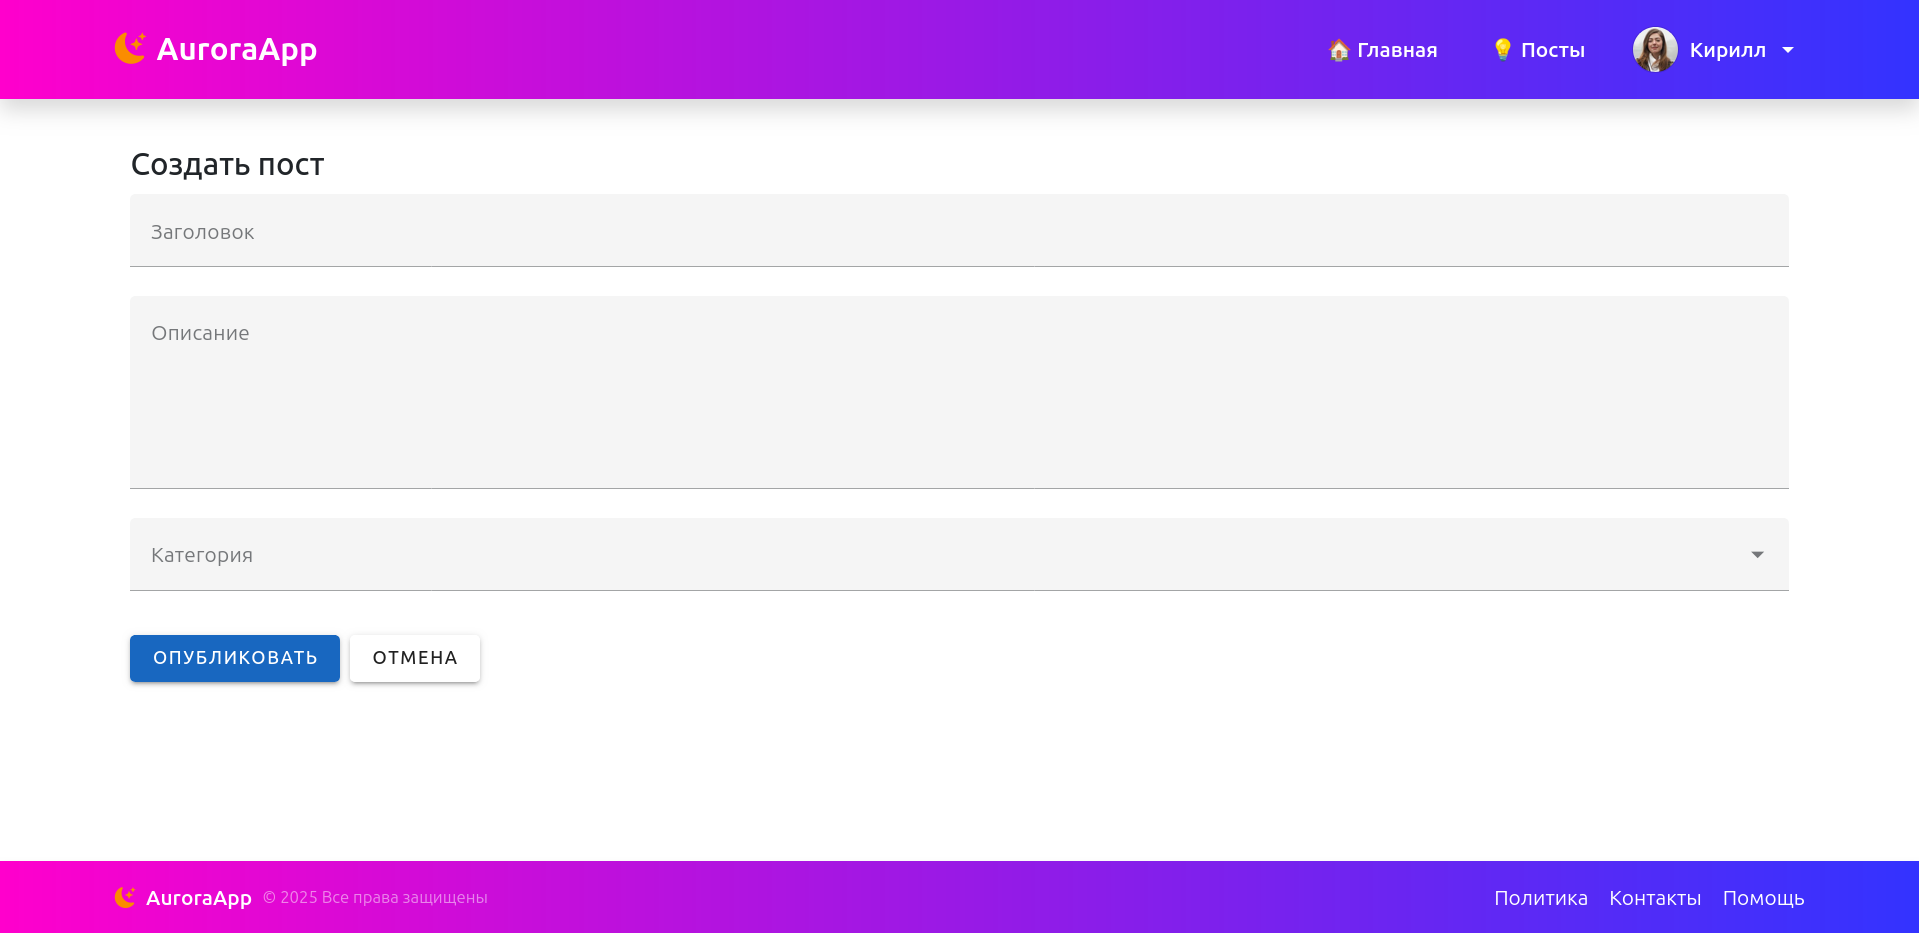 AuroraApp
Главная
Посты
Кирилл
Создать пост
Заголовок
Описание
Категория
ОПУБЛИКОВАТЬ
ОТМЕНА
AuroraApp © 2025 Все права защищены
Политика
Контакты
Помощь